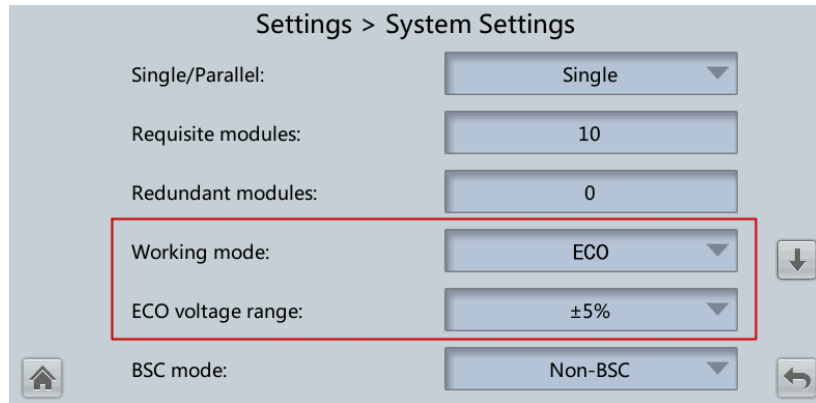 Settings > System Settings
Single/Parallel: Single
Requisite modules: 10
Redundant modules: 0
Working mode: ECO
ECO voltage range: ±5%
BSC mode: Non-BSC